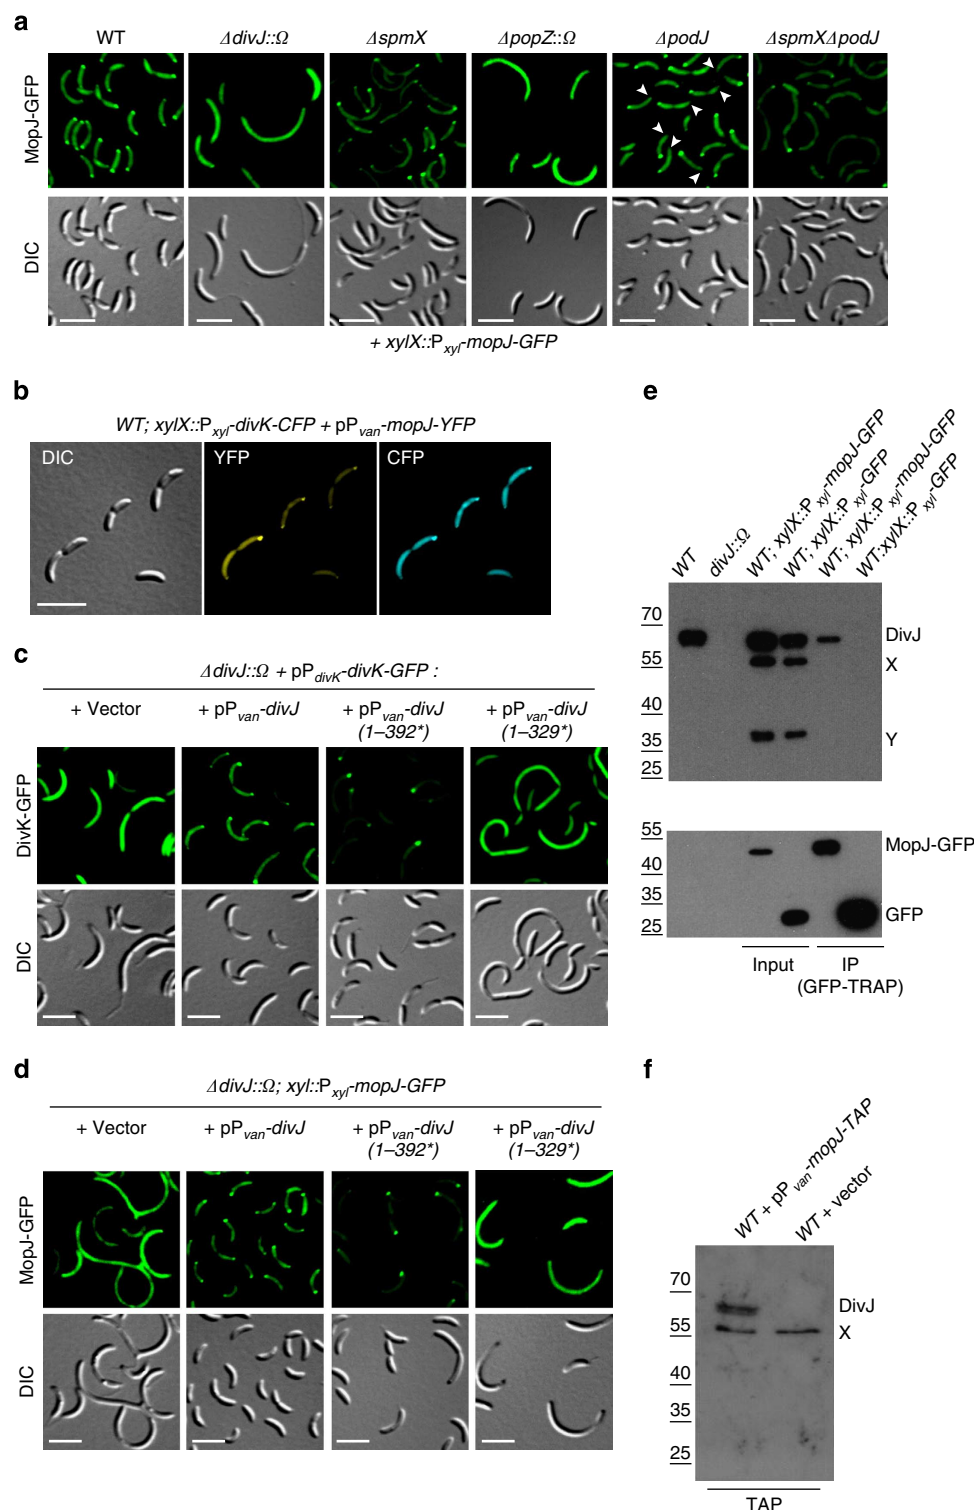 a
WT
ΔdivJ::Ω
ΔspmX
ΔpopZ::Ω
ΔpodJ
ΔspmXΔpodJ
MopJ-GFP
DIC
+ xylX::Pxyl-mopJ-GFP
b
WT; xylX::Pxyl-divK-CFP + pPvan-mopJ-YFP
DIC
YFP
CFP
c
ΔdivJ::Ω + pPdivK-divK-GFP :
+ Vector
+ pPvan-divJ
+ pPvan-divJ
(1–392*)
+ pPvan-divJ
(1–329*)
DivK-GFP
DIC
d
ΔdivJ::Ω; xyl::Pxyl-mopJ-GFP
+ Vector
+ pPvan-divJ
+ pPvan-divJ
(1–392*)
+ pPvan-divJ
(1–329*)
MopJ-GFP
DIC
e
WT
divJ::Ω
WT; xylX::Pxyl-mopJ-GFP
WT; xylX::Pxyl-GFP
WT; xylX::Pxyl-mopJ-GFP
WT:xylX::Pxyl-GFP
70
55
40
35
25
DivJ
X
Y
55
40
35
25
MopJ-GFP
GFP
Input
IP
(GFP-TRAP)
f
WT + pPvan-mopJ-TAP
WT + vector
70
55
40
35
25
DivJ
X
TAP